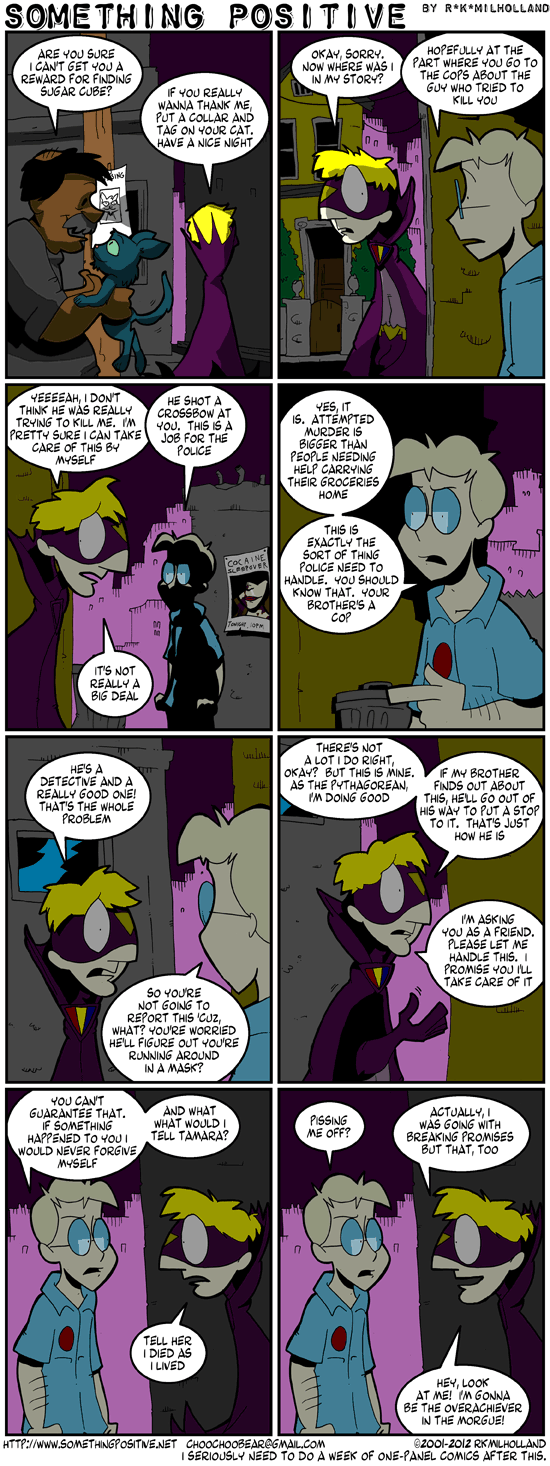 SOMETHING POSITIVE BY R*K*MILHOLLAND
ARE YOU SURE
I CAN'T GET YOU A
REWARD FOR FINDING
SUGAR CUBE?
IF YOU REALLY
WANNA THANK ME,
PUT A COLLAR AND
TAG ON YOUR CAT.
HAVE A NICE NIGHT
OKAY, SORRY.
NOW WHERE WAS I
IN MY STORY?
HOPEFULLY AT THE
PART WHERE YOU GO TO
THE COPS ABOUT THE
GUY WHO TRIED TO
KILL YOU
YEEEEAH, I DON'T
THINK HE WAS REALLY
TRYING TO KILL ME. I'M
PRETTY SURE I CAN TAKE
CARE OF THIS BY
MYSELF
HE SHOT A
CROSSBOW AT
YOU. THIS IS A
JOB FOR THE
POLICE
COCAINE
SLEEPOVER
TONIGHT, 10PM
IT'S NOT
REALLY A
BIG DEAL
YES, IT
IS. ATTEMPTED
MURDER IS
BIGGER THAN
PEOPLE NEEDING
HELP CARRYING
THEIR GROCERIES
HOME
THIS IS
EXACTLY THE
SORT OF THING
POLICE NEED TO
HANDLE. YOU SHOULD
KNOW THAT. YOUR
BROTHER'S A
COP
HE'S A
DETECTIVE AND A
REALLY GOOD ONE!
THAT'S THE WHOLE
PROBLEM
SO YOU'RE
NOT GOING TO
REPORT THIS 'CUZ,
WHAT? YOU'RE WORRIED
HE'LL FIGURE OUT YOU'RE
RUNNING AROUND
IN A MASK?
THERE'S NOT
A LOT I DO RIGHT,
OKAY? BUT THIS IS MINE.
AS THE PYTHAGOREAN,
I'M DOING GOOD
IF MY BROTHER
FINDS OUT ABOUT
THIS, HE'LL GO OUT OF
HIS WAY TO PUT A STOP
TO IT. THAT'S JUST
HOW HE IS
I'M ASKING
YOU AS A FRIEND.
PLEASE LET ME
HANDLE THIS. I
PROMISE YOU I'LL
TAKE CARE OF IT
YOU CAN'T
GUARANTEE THAT.
IF SOMETHING
HAPPENED TO YOU I
WOULD NEVER FORGIVE
MYSELF
AND WHAT
WHAT WOULD I
TELL TAMARA?
TELL HER
I DIED AS
I LIVED
PISSING
ME OFF?
ACTUALLY, I
WAS GOING WITH
BREAKING PROMISES
BUT THAT, TOO
HEY, LOOK
AT ME! I'M GONNA
BE THE OVERACHIEVER
IN THE MORGUE!
HTTP://WWW.SOMETHINGPOSITIVE.NET CHOOCHOOBEAR@GMAIL.COM ©2001-2012 RKMILHOLLAND
I SERIOUSLY NEED TO DO A WEEK OF ONE-PANEL COMICS AFTER THIS.